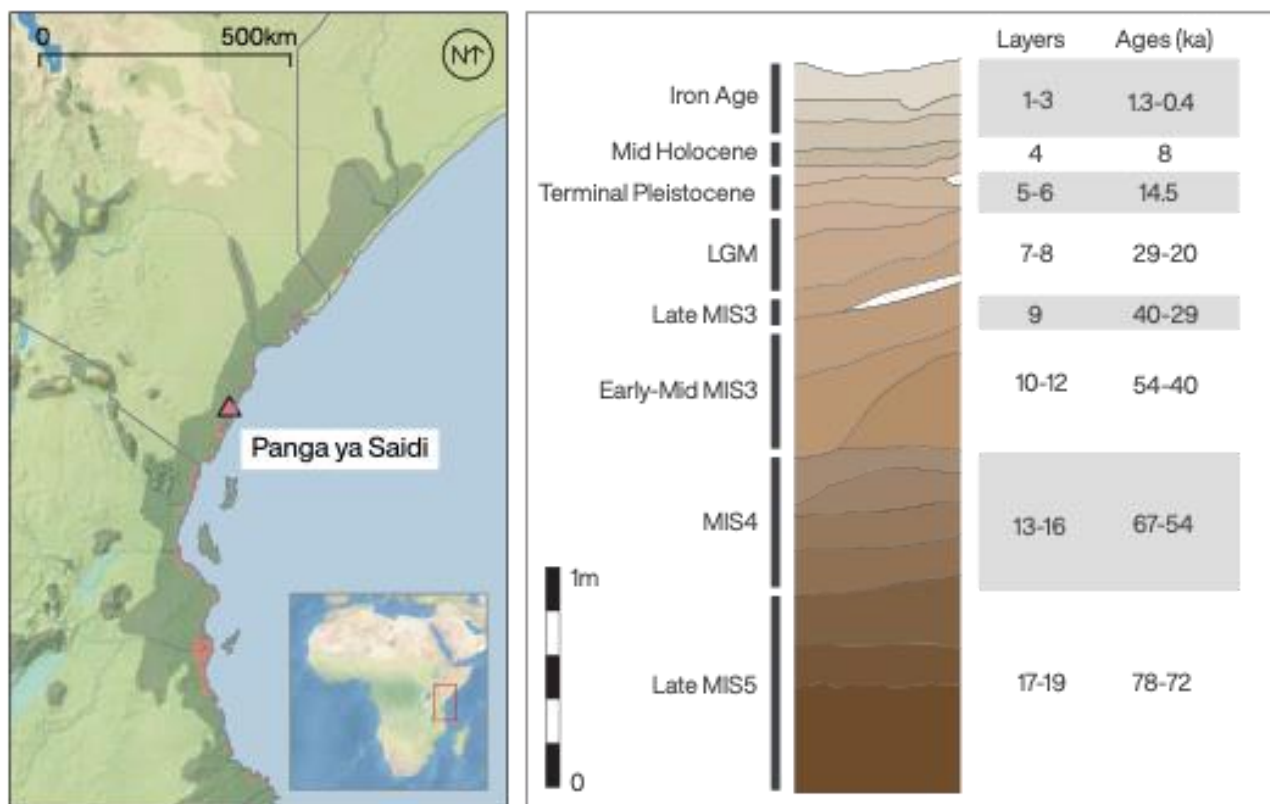 0 500km
N↑
Panga ya Saidi
Layers Ages (ka)
Iron Age 1-3 1.3-0.4
Mid Holocene 4 8
Terminal Pleistocene 5-6 14.5
LGM 7-8 29-20
Late MIS3 9 40-29
Early-Mid MIS3 10-12 54-40
MIS4 13-16 67-54
1m
Late MIS5 17-19 78-72
0